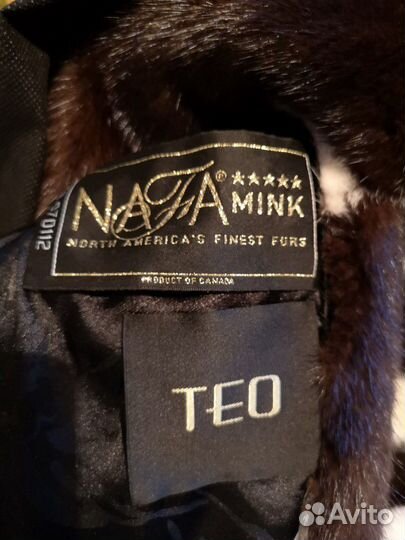 NAFA® ★★★★★ MINK
NORTH AMERICA'S FINEST FURS
PRODUCT OF CANADA
TEO
Avito